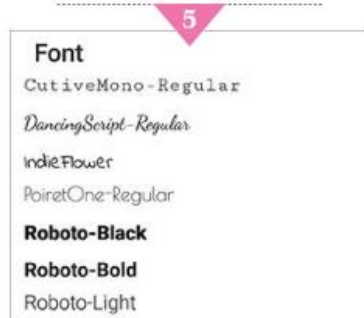 5
Font
CutiveMono-Regular
DancingScript-Regular
IndieFlower
PoiretOne-Regular
Roboto-Black
Roboto-Bold
Roboto-Light